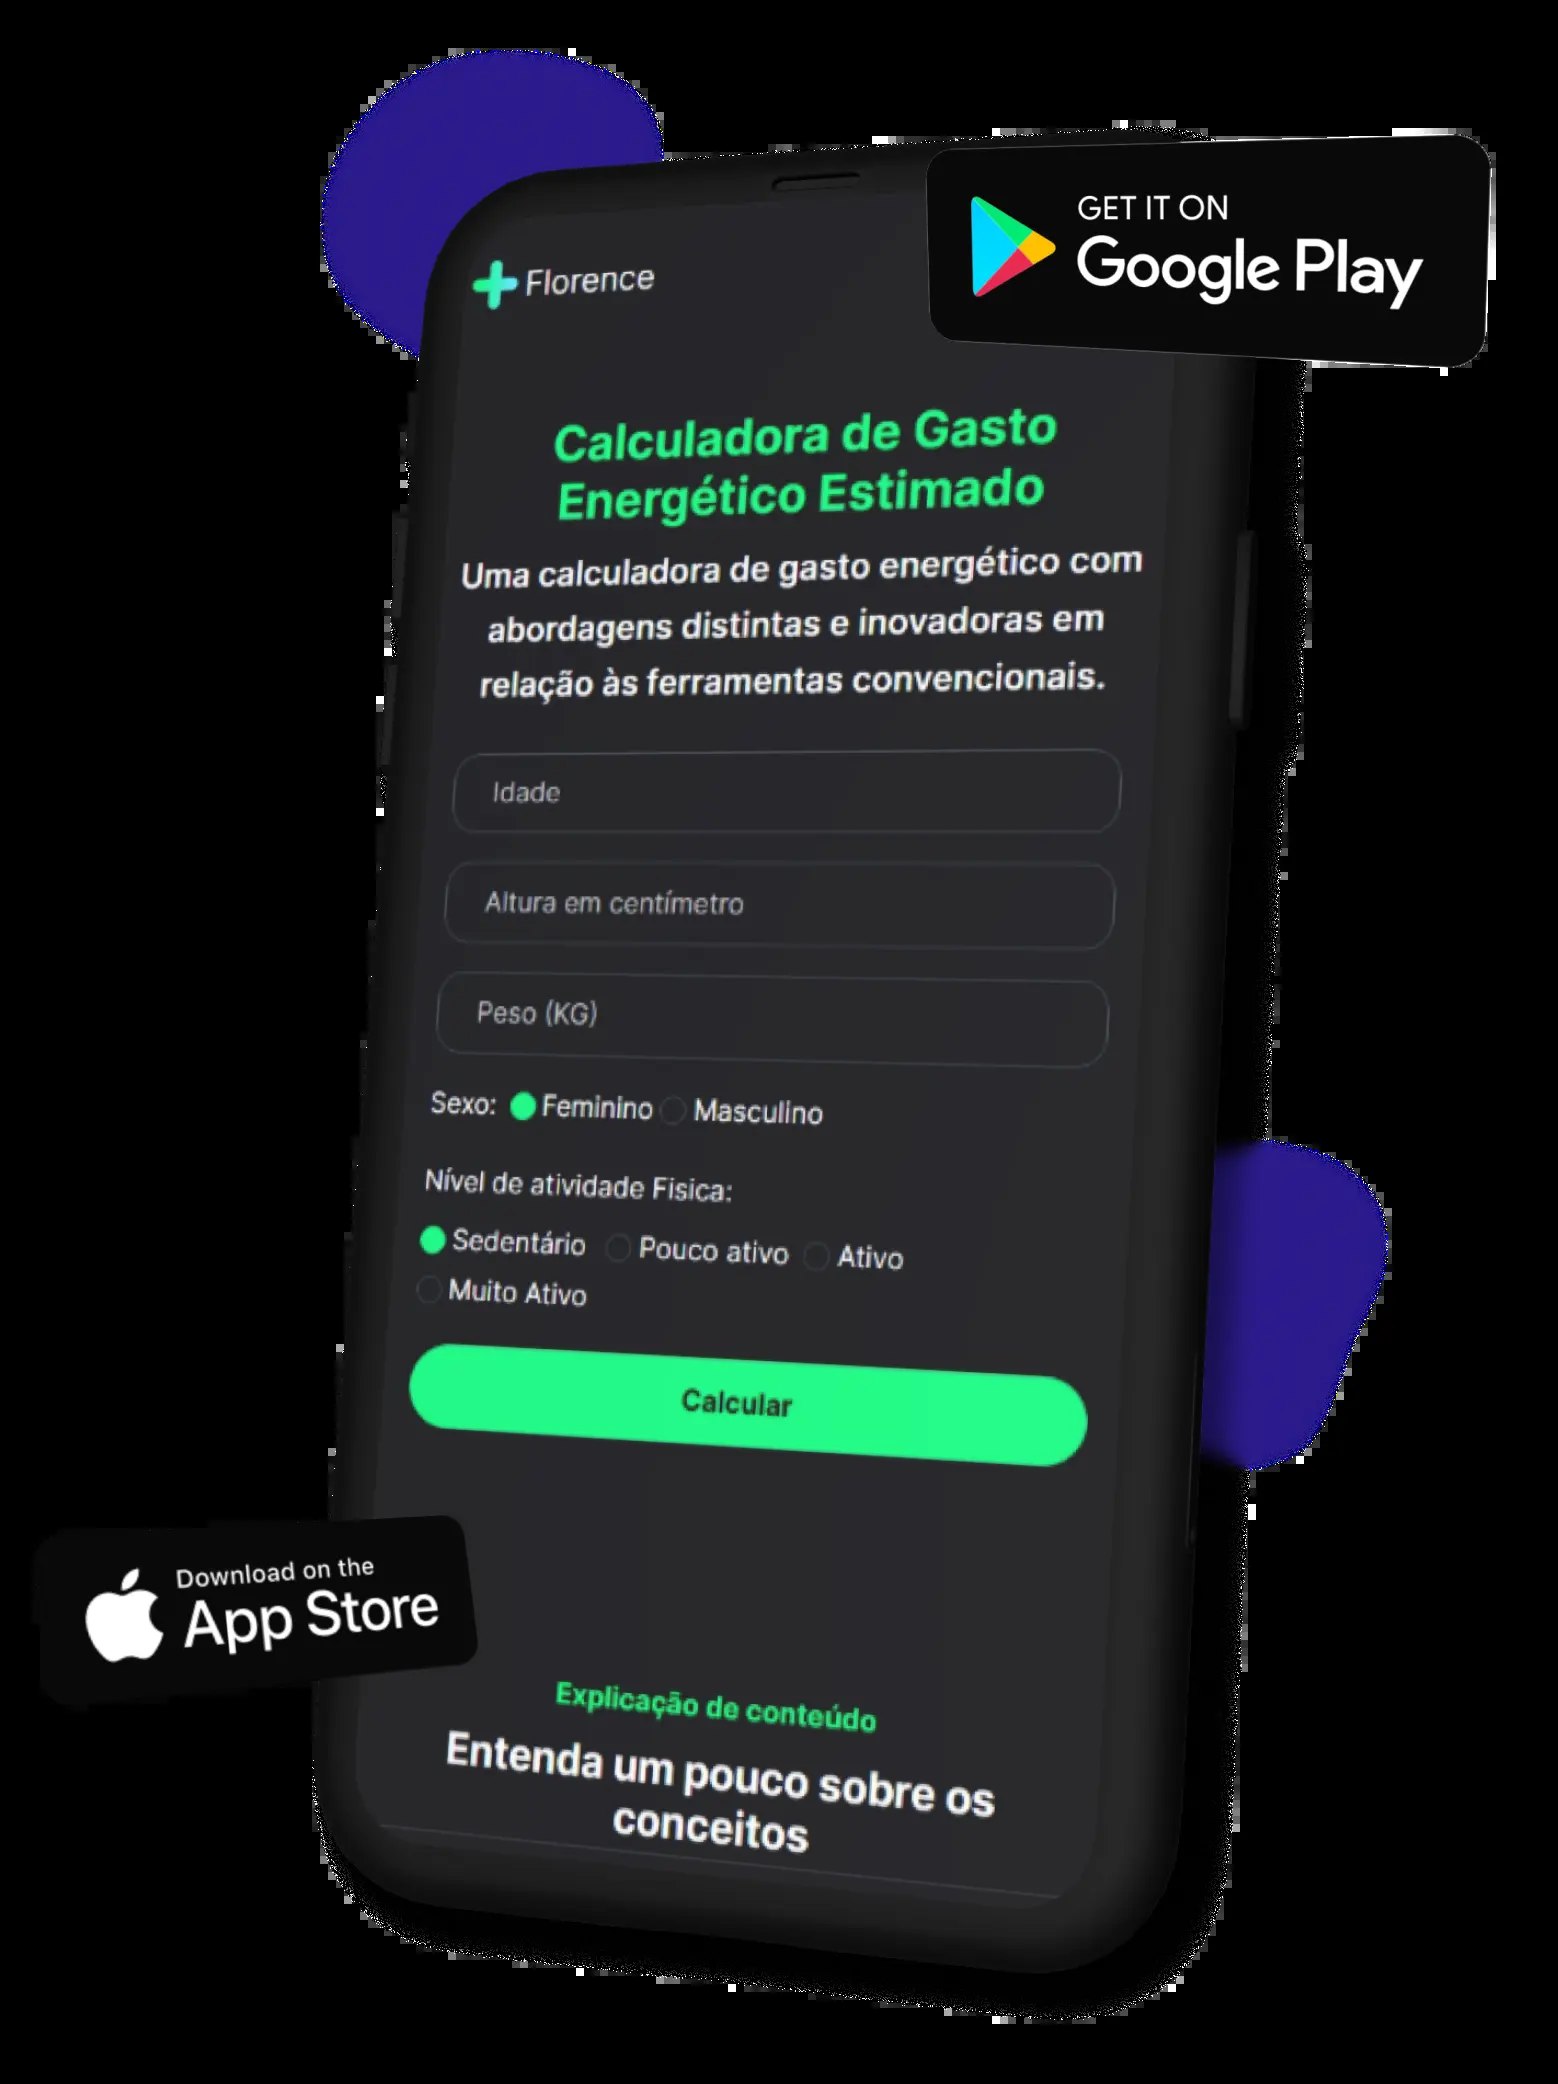 GET IT ON
Google Play
Florence
Calculadora de Gasto
Energético Estimado
Uma calculadora de gasto energético com
abordagens distintas e inovadoras em
relação às ferramentas convencionais.
Idade
Altura em centímetro
Peso (KG)
Sexo: Feminino Masculino
Nível de atividade Fisica:
Sedentário Pouco ativo Ativo
Muito Ativo
Calcular
Download on the
App Store
Explicação de conteúdo
Entenda um pouco sobre os
conceitos